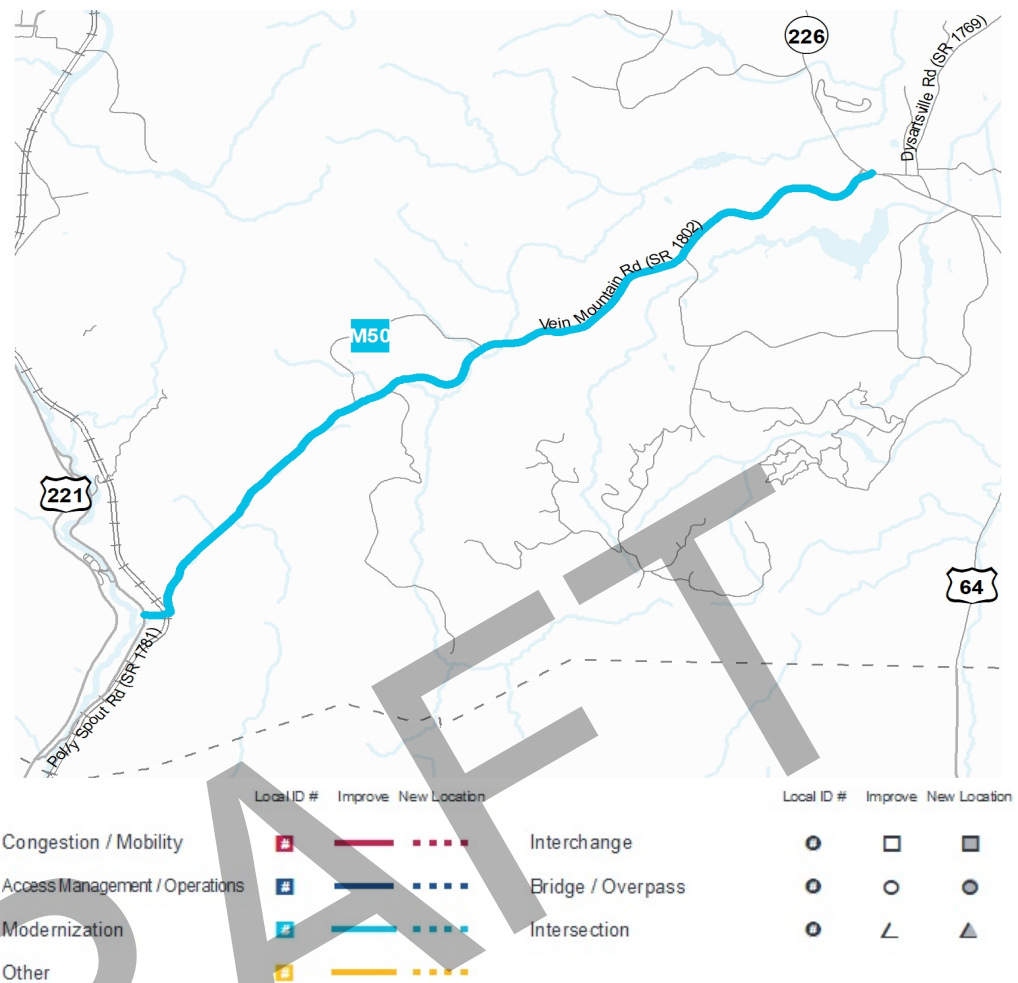 226
Dysartsville Rd (SR 1769)
Vein Mountain Rd (SR 1802)
M50
221
64
Polly Spout Rd (SR 1781)
Local ID # Improve New Location Local ID # Improve New Location
Congestion / Mobility # Interchange #
Access Management / Operations # Bridge / Overpass #
Modernization # Intersection #
Other #
DRAFT